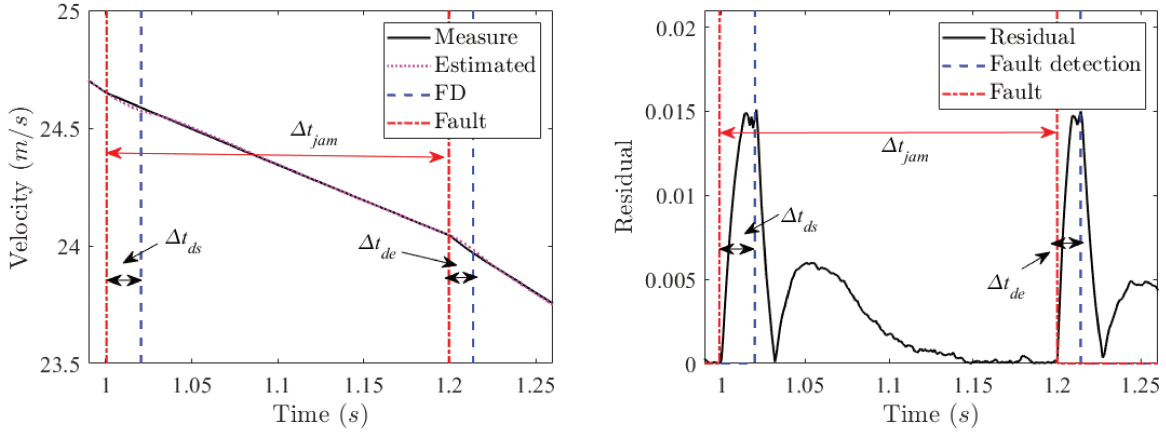 25
24.5
24
23.5
Velocity (m/s)
1
1.05
1.1
1.15
1.2
1.25
Time (s)
Measure
Estimated
FD
Fault
Δt_jam
Δt_ds
Δt_de
0.02
0.015
0.01
0.005
0
Residual
1
1.05
1.1
1.15
1.2
1.25
Time (s)
Residual
Fault detection
Fault
Δt_jam
Δt_ds
Δt_de